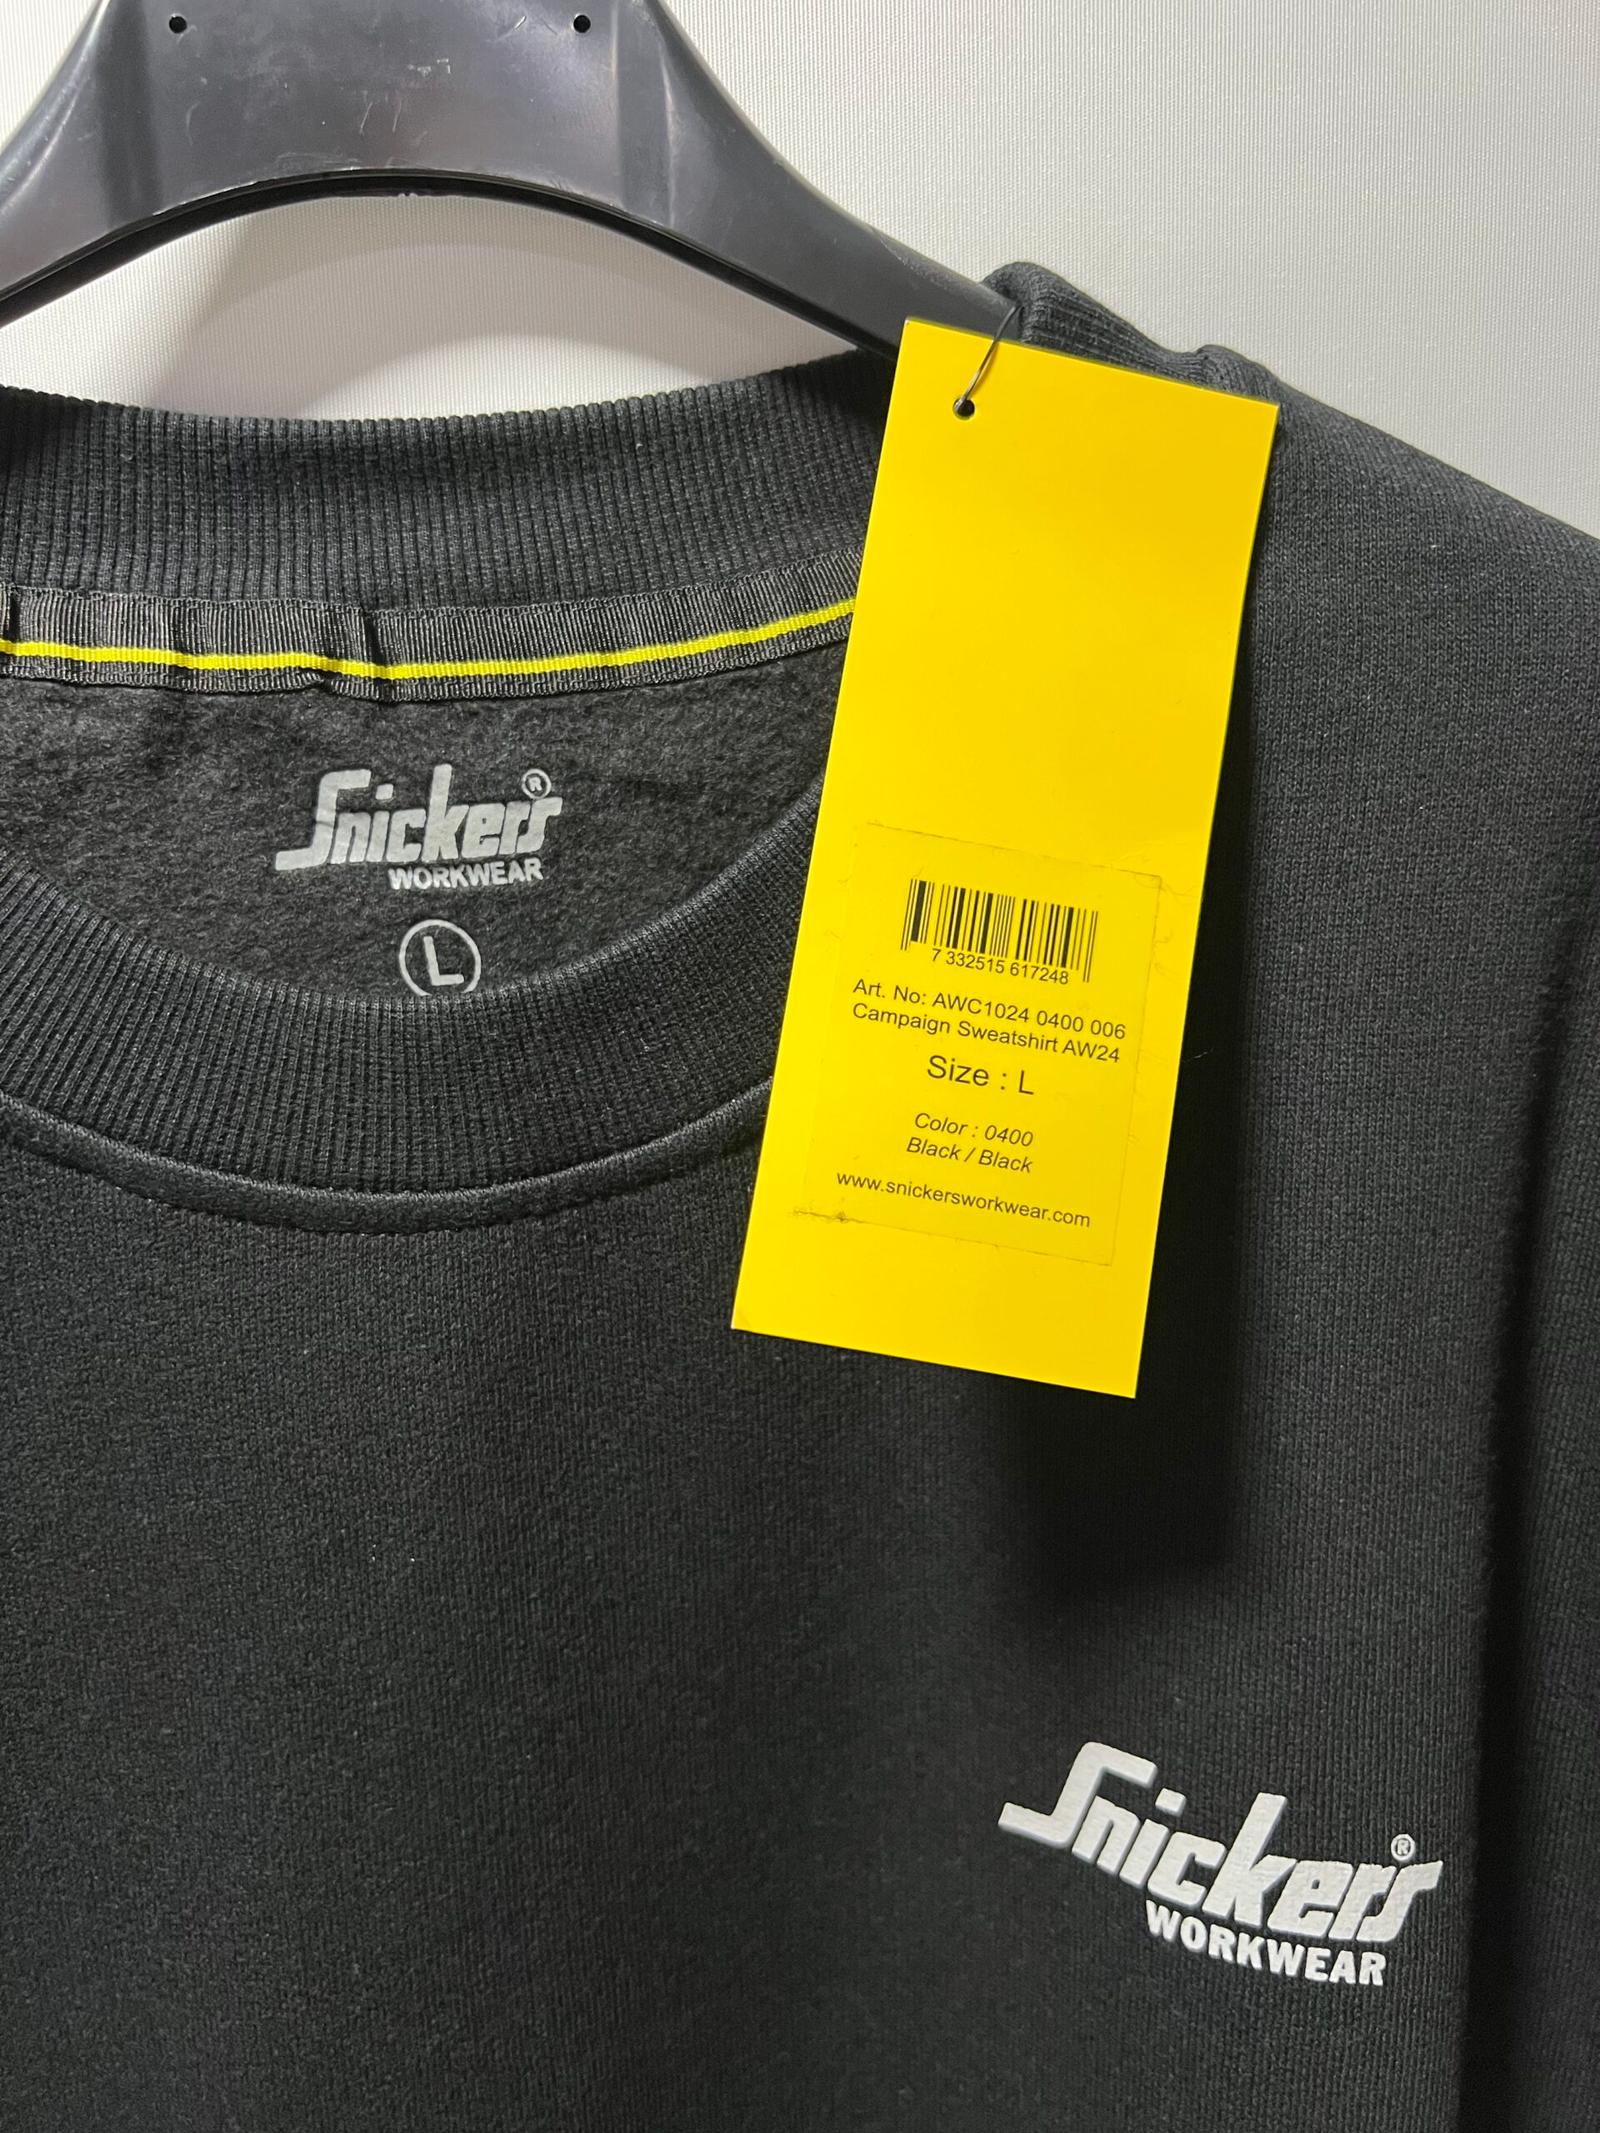 Snickers®
WORKWEAR
L
7 332515 617248
Art. No: AWC1024 0400 006
Campaign Sweatshirt AW24
Size : L
Color : 0400
Black / Black
www.snickersworkwear.com
Snickers®
WORKWEAR